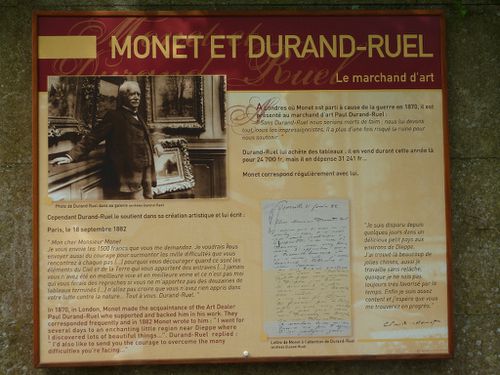 MONET ET DURAND-RUEL
Le marchand d'art
A Londres où Monet est parti à cause de la guerre en 1870, il est
présenté au marchand d'art Paul Durand-Ruel :
"Sans Durand-Ruel nous serions morts de faim ; nous lui devons
tout, nous les impressionnistes, il a plus d'une fois risqué la ruine pour
nous soutenir."
Durand-Ruel lui achète des tableaux : il en vend durant cette année là
pour 24 700 fr, mais il en dépense 31 241 fr...
Monet correspond régulièrement avec lui.
Photo de Durand Ruel dans sa galerie archives Durand-Ruel
Cependant Durand-Ruel le soutient dans sa création artistique et lui écrit :
Paris, le 18 septembre 1882
" Mon cher Monsieur Monet
Je vous envoie les 1500 francs que vous me demandez. Je voudrais vous
envoyer aussi du courage pour surmonter les mille difficultés que vous
rencontrez à chaque pas (...) pourquoi vous décourager quand ce sont les
éléments du Ciel et de la Terre qui vous apportent des entraves (...) jamais
vous n'avez été en meilleure voie et en meilleure veine et ce n'est pas moi
qui vous ferais des reproches si vous ne m'apportez pas des douzaines de
tableaux terminés (...) n'allez pas croire que vous n'avez rien appris dans
votre lutte contre la nature... Tout à vous. Durand-Ruel.
In 1870, in London, Monet made the acquaintance of the Art Dealer
Paul Durand-Ruel who supported and backed him in his work. They
corresponded frequently and in 1882 Monet wrote to him : " I went for
several days to an enchanting little region near Dieppe where
I discovered lots of beautiful things... ". Durand-Ruel replied :
" I'd also like to send you the courage to overcome the many
difficulties you're facing..."
"Je suis disparu depuis
quelques jours dans un
délicieux petit pays aux
environs de Dieppe.
J'ai trouvé là beaucoup de
jolies choses, aussi je
travaille sans relâche,
quoique je ne sois pas
toujours très favorisé par le
temps. Enfin je suis assez
content et j'espère que vous
me trouverez en progrès."
Lettre de Monet à l'attention de Durand-Ruel
archives Durand-Ruel